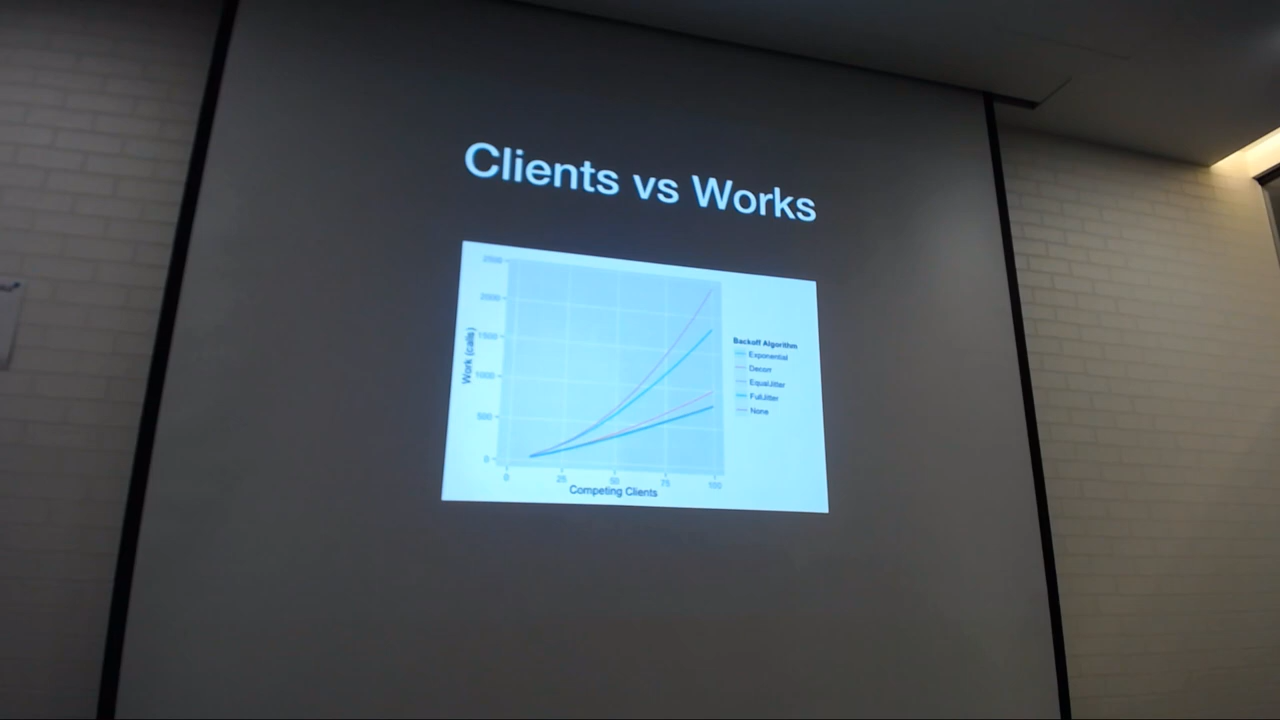 Clients vs Works
2500
2000
1500
1000
500
0
Work (calls)
0 25 50 75 100
Competing Clients
Backoff Algorithm
Exponential
Decorr
EqualJitter
FullJitter
None